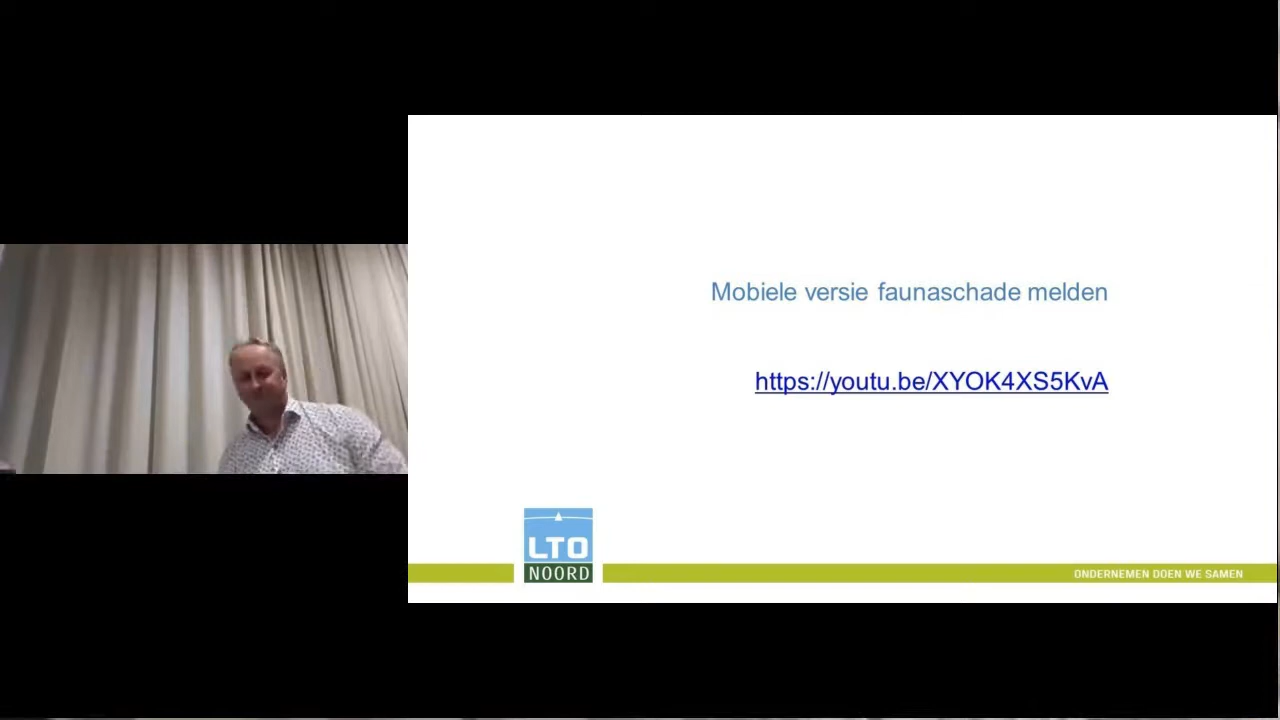 Mobiele versie faunaschade melden
https://youtu.be/XYOK4XS5KvA
LTO
NOORD
ONDERNEMEN DOEN WE SAMEN